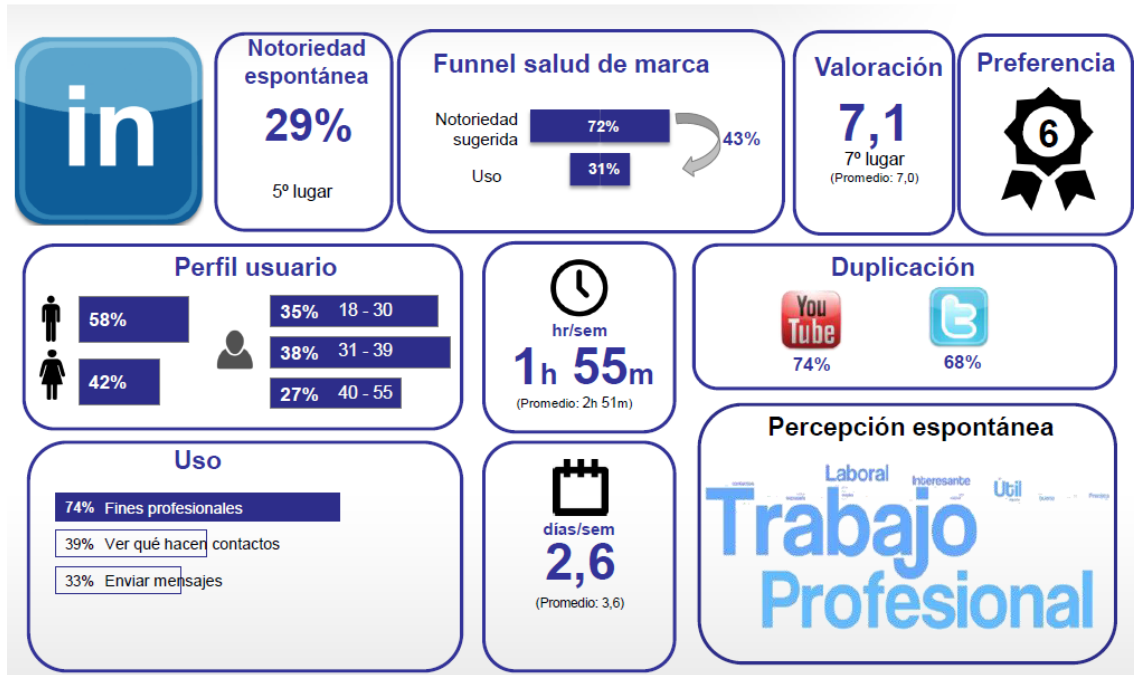 in
Notoriedad
espontánea
29%
5º lugar
Funnel salud de marca
Notoriedad
sugerida
72%
43%
Uso
31%
Valoración
7,1
7º lugar
(Promedio: 7,0)
Preferencia
6
Perfil usuario
58%
42%
35% 18 - 30
38% 31 - 39
27% 40 - 55
hr/sem
1h 55m
(Promedio: 2h 51m)
Duplicación
You
Tube
74%
t
68%
Uso
74% Fines profesionales
39% Ver qué hacen contactos
33% Enviar mensajes
días/sem
2,6
(Promedio: 3,6)
Percepción espontánea
Laboral
Interesante
Útil
Trabajo
Profesional